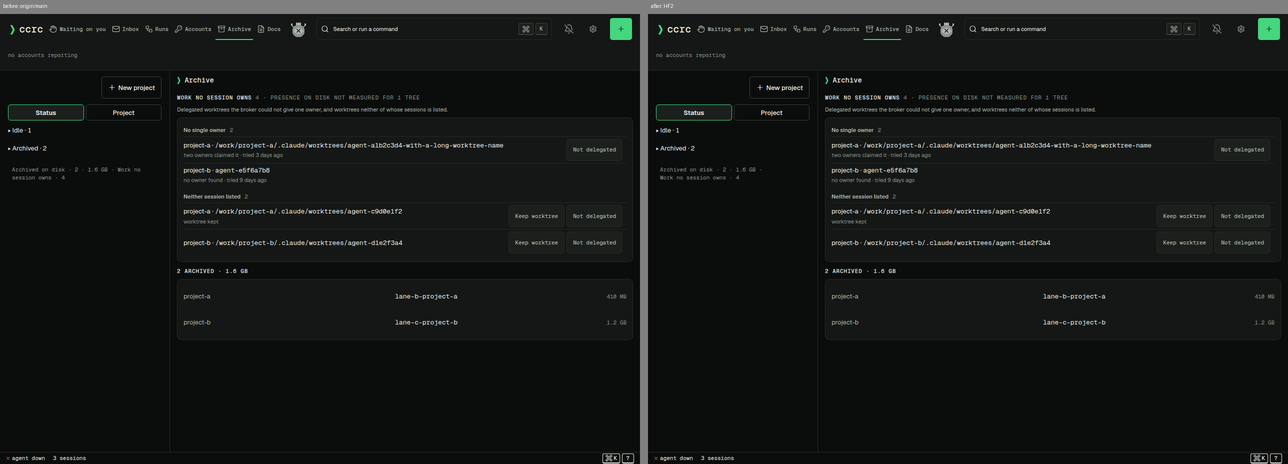 before origin/main
ccic Waiting on you Inbox Runs Accounts Archive Docs Search or run a command ⌘ K +
no accounts reporting
+ New project
Status Project
▸ Idle · 1
▸ Archived · 2
Archived on disk · 2 · 1.6 GB · Work no
session owns · 4
❯ Archive
WORK NO SESSION OWNS 4 · PRESENCE ON DISK NOT MEASURED FOR 1 TREE
Delegated worktrees the broker could not give one owner, and worktrees neither of whose sessions is listed.
No single owner 2
project-a · /work/project-a/.claude/worktrees/agent-a1b2c3d4-with-a-long-worktree-name
two owners claimed it · tried 3 days ago
Not delegated
project-b · agent-e5f6a7b8
no owner found · tried 9 days ago
Neither session listed 2
project-a · /work/project-a/.claude/worktrees/agent-c9d0e1f2
worktree kept
Keep worktree Not delegated
project-b · /work/project-b/.claude/worktrees/agent-d1e2f3a4
Keep worktree Not delegated
2 ARCHIVED · 1.6 GB
project-a lane-b-project-a 410 MB
project-b lane-c-project-b 1.2 GB
× agent down 3 sessions ⌘K ?
after HF2
ccic Waiting on you Inbox Runs Accounts Archive Docs Search or run a command ⌘ K +
no accounts reporting
+ New project
Status Project
▸ Idle · 1
▸ Archived · 2
Archived on disk · 2 · 1.6 GB ·
Work no session owns · 4
❯ Archive
WORK NO SESSION OWNS 4 · PRESENCE ON DISK NOT MEASURED FOR 1 TREE
Delegated worktrees the broker could not give one owner, and worktrees neither of whose sessions is listed.
No single owner 2
project-a · /work/project-a/.claude/worktrees/agent-a1b2c3d4-with-a-long-worktree-name
two owners claimed it · tried 3 days ago
Not delegated
project-b · agent-e5f6a7b8
no owner found · tried 9 days ago
Neither session listed 2
project-a · /work/project-a/.claude/worktrees/agent-c9d0e1f2
worktree kept
Keep worktree Not delegated
project-b · /work/project-b/.claude/worktrees/agent-d1e2f3a4
Keep worktree Not delegated
2 ARCHIVED · 1.6 GB
project-a lane-b-project-a 410 MB
project-b lane-c-project-b 1.2 GB
× agent down 3 sessions ⌘K ?